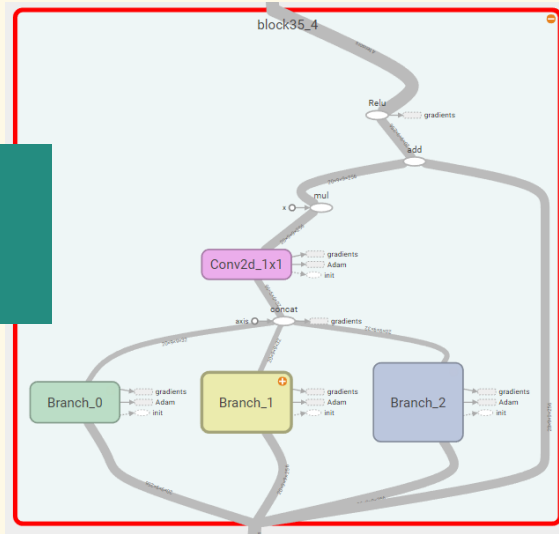 block35_4
Relu
gradients
add
mul
x
Conv2d_1x1
gradients
Adam
init
concat
axis
gradients
Branch_0
gradients
Adam
init
Branch_1
gradients
Adam
init
Branch_2
gradients
Adam
init